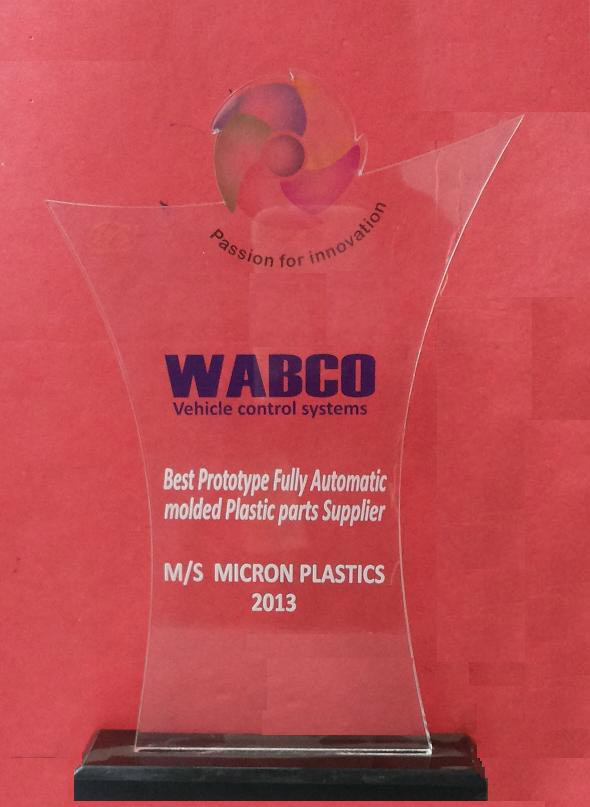 Passion for innovation
WABCO
Vehicle control systems
Best Prototype Fully Automatic
molded Plastic parts Supplier
M/S MICRON PLASTICS
2013